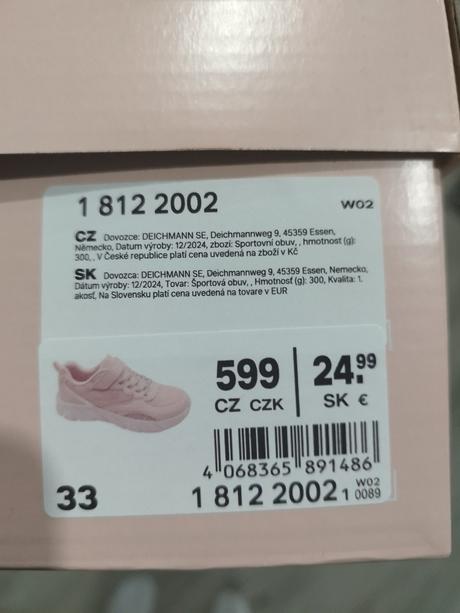 1 812 2002 W02
CZ Dovozce: DEICHMANN SE, Deichmannweg 9, 45359 Essen,
Německo, Datum výroby: 12/2024, zbozí: Sportovní obuv, , hmotnost (g):
300, , V České republice platí cena uvedená na zboží v Kč
SK Dovozca: DEICHMANN SE, Deichmannweg 9, 45359 Essen, Nemecko,
Dátum výroby: 12/2024, Tovar: Športová obuv, , Hmotnosť (g): 300, Kvalita: 1.
akosť, Na Slovensku platí cena uvedená na tovare v EUR
599 24.99
CZ CZK SK €
4 068365 891486
33 1 812 2002 1 W02 0089